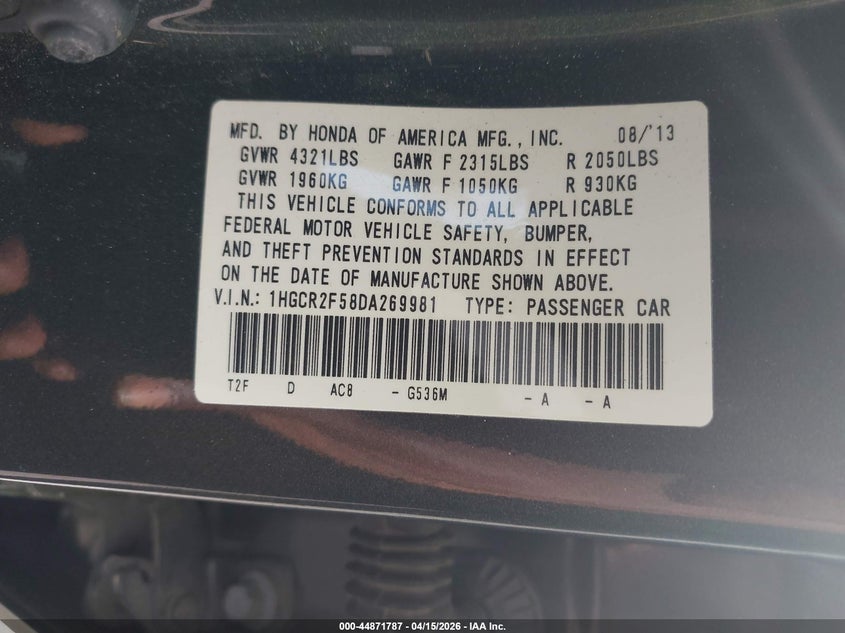 MFD. BY HONDA OF AMERICA MFG., INC. 08/'13
GVWR 4321LBS GAWR F 2315LBS R 2050LBS
GVWR 1960KG GAWR F 1050KG R 930KG
THIS VEHICLE CONFORMS TO ALL APPLICABLE
FEDERAL MOTOR VEHICLE SAFETY, BUMPER,
AND THEFT PREVENTION STANDARDS IN EFFECT
ON THE DATE OF MANUFACTURE SHOWN ABOVE.
V.I.N.: 1HGCR2F58DA269981 TYPE: PASSENGER CAR
T2F D AC8 - G536M - A - A
000-44871787 - 04/15/2026 - IAA Inc.